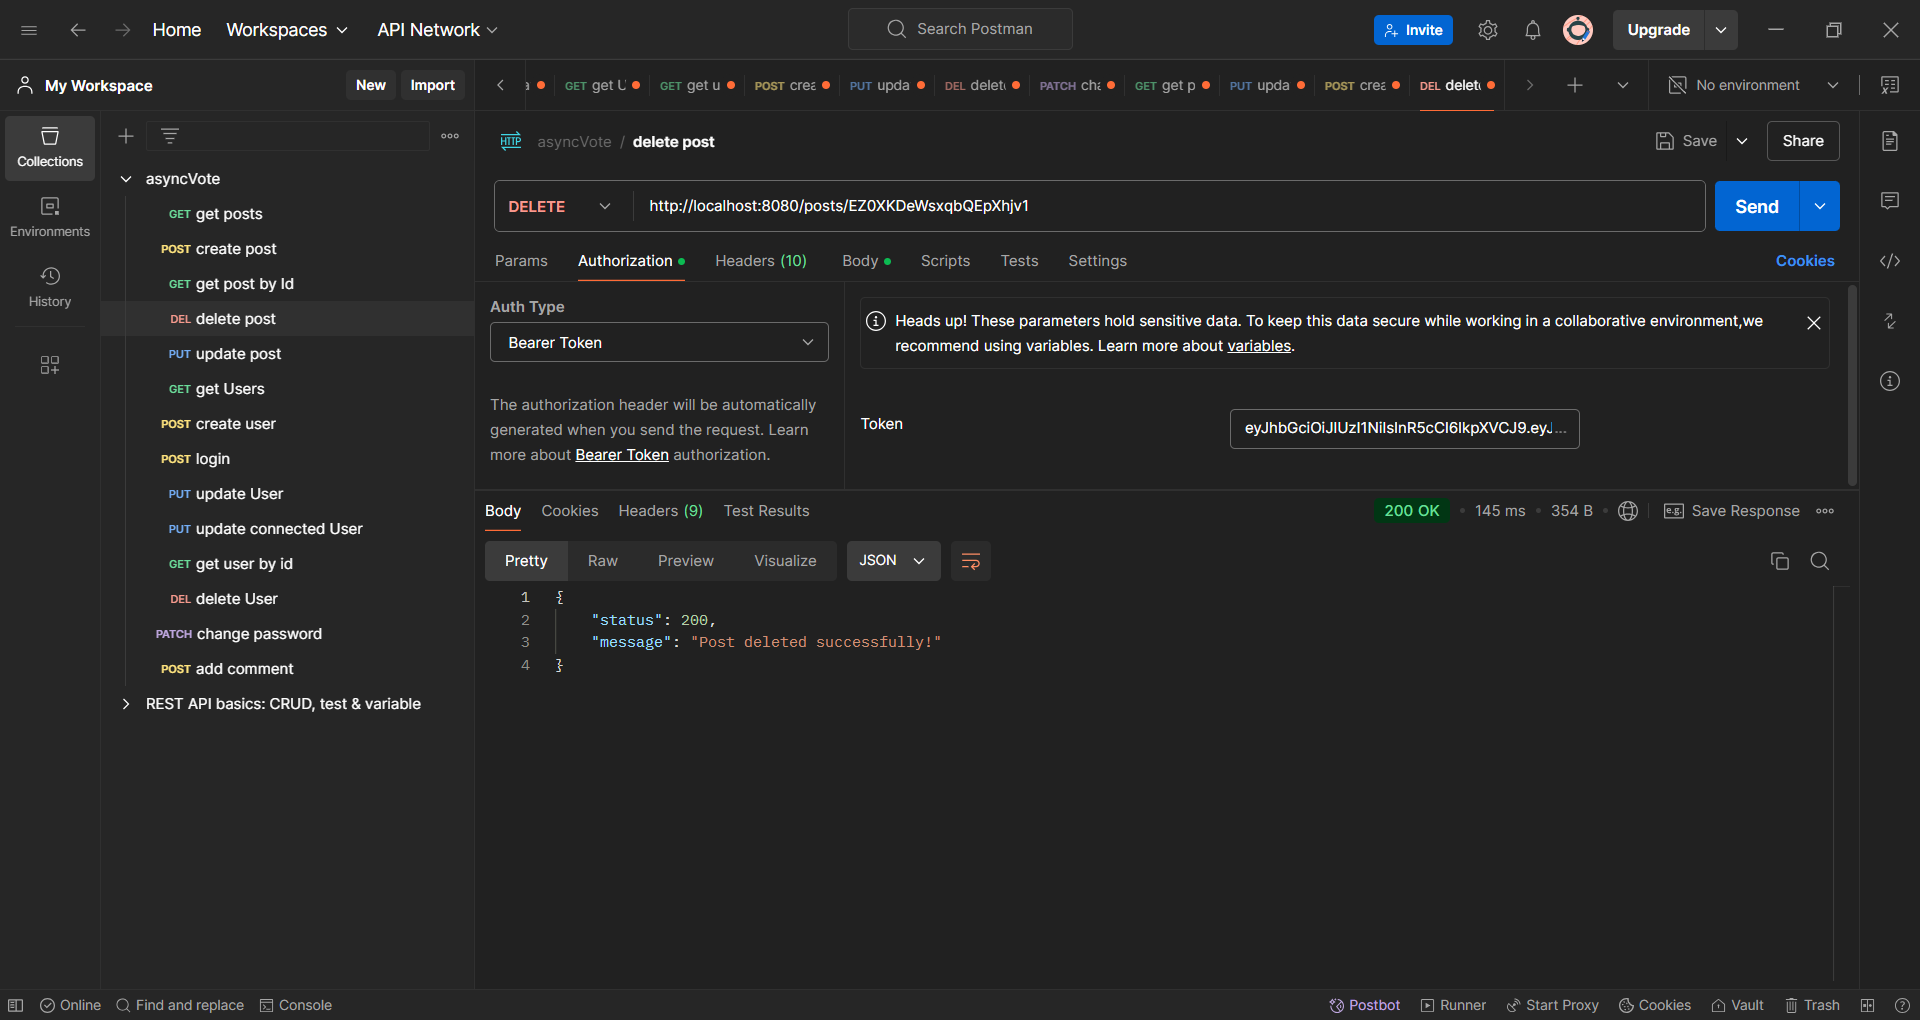 Home
Workspaces
API Network
Search Postman
Invite
Upgrade
My Workspace
New
Import
GET get U
GET get u
POST crea
PUT upda
DEL delet
PATCH cha
GET get p
PUT upda
POST crea
DEL delet
No environment
Collections
Environments
History
asyncVote
GET get posts
POST create post
GET get post by Id
DEL delete post
PUT update post
GET get Users
POST create user
POST login
PUT update User
PUT update connected User
GET get user by id
DEL delete User
PATCH change password
POST add comment
REST API basics: CRUD, test & variable
HTTP asyncVote / delete post
Save
Share
DELETE
http://localhost:8080/posts/EZ0XKDeWsxqbQEpXhjv1
Send
Params
Authorization
Headers (10)
Body
Scripts
Tests
Settings
Cookies
Auth Type
Bearer Token
The authorization header will be automatically
generated when you send the request. Learn
more about Bearer Token authorization.
Heads up! These parameters hold sensitive data. To keep this data secure while working in a collaborative environment,we
recommend using variables. Learn more about variables.
Token
eyJhbGciOiJIUzI1NiIsInR5cCI6IkpXVCJ9.eyJ...
Body
Cookies
Headers (9)
Test Results
200 OK
145 ms
354 B
e.g. Save Response
Pretty
Raw
Preview
Visualize
JSON
1 {
2 "status": 200,
3 "message": "Post deleted successfully!"
4 }
Online
Find and replace
Console
Postbot
Runner
Start Proxy
Cookies
Vault
Trash